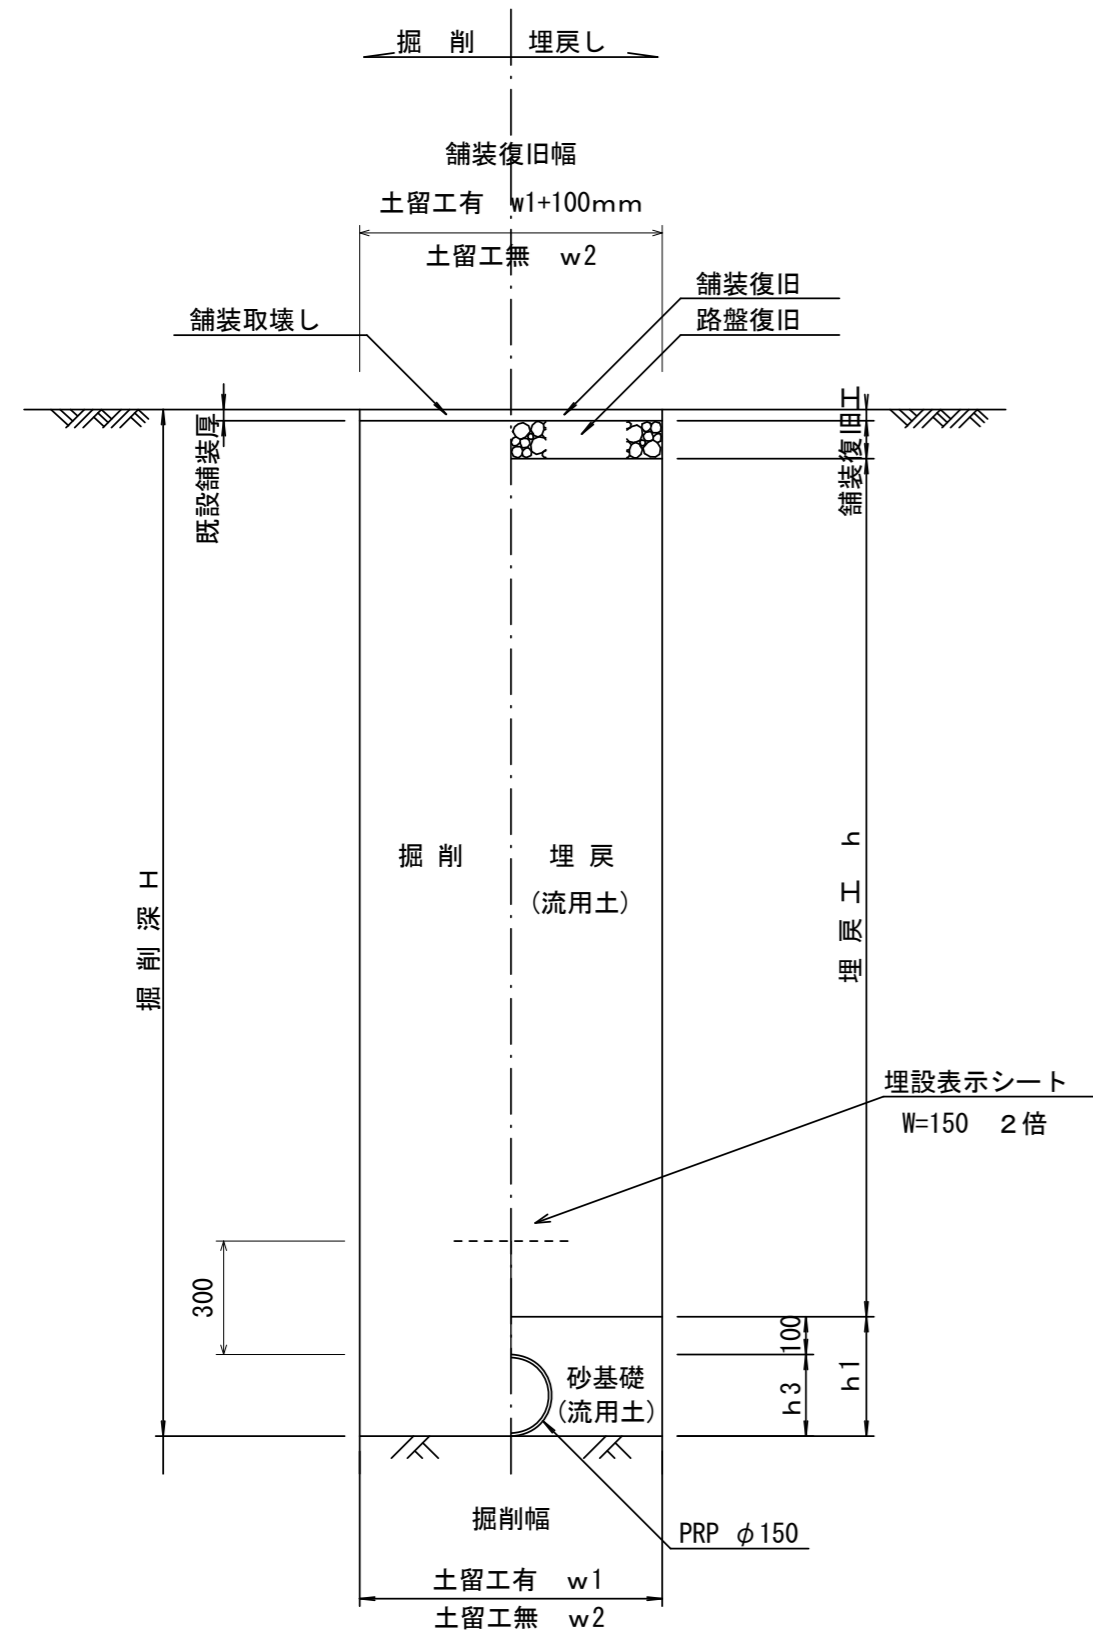 掘 削 埋戻し
舗装復旧幅
土留工有 w1+100mm
土留工無 w2
舗装復旧
舗装取壊し
路盤復旧
既設舗装厚
舗装復旧工
掘削
埋戻
(流用土)
掘削深 H
埋戻工 h
埋設表示シート
W=150 2倍
300
100
砂基礎
(流用土)
h3
h1
掘削幅
PRP φ150
土留工有 w1
土留工無 w2